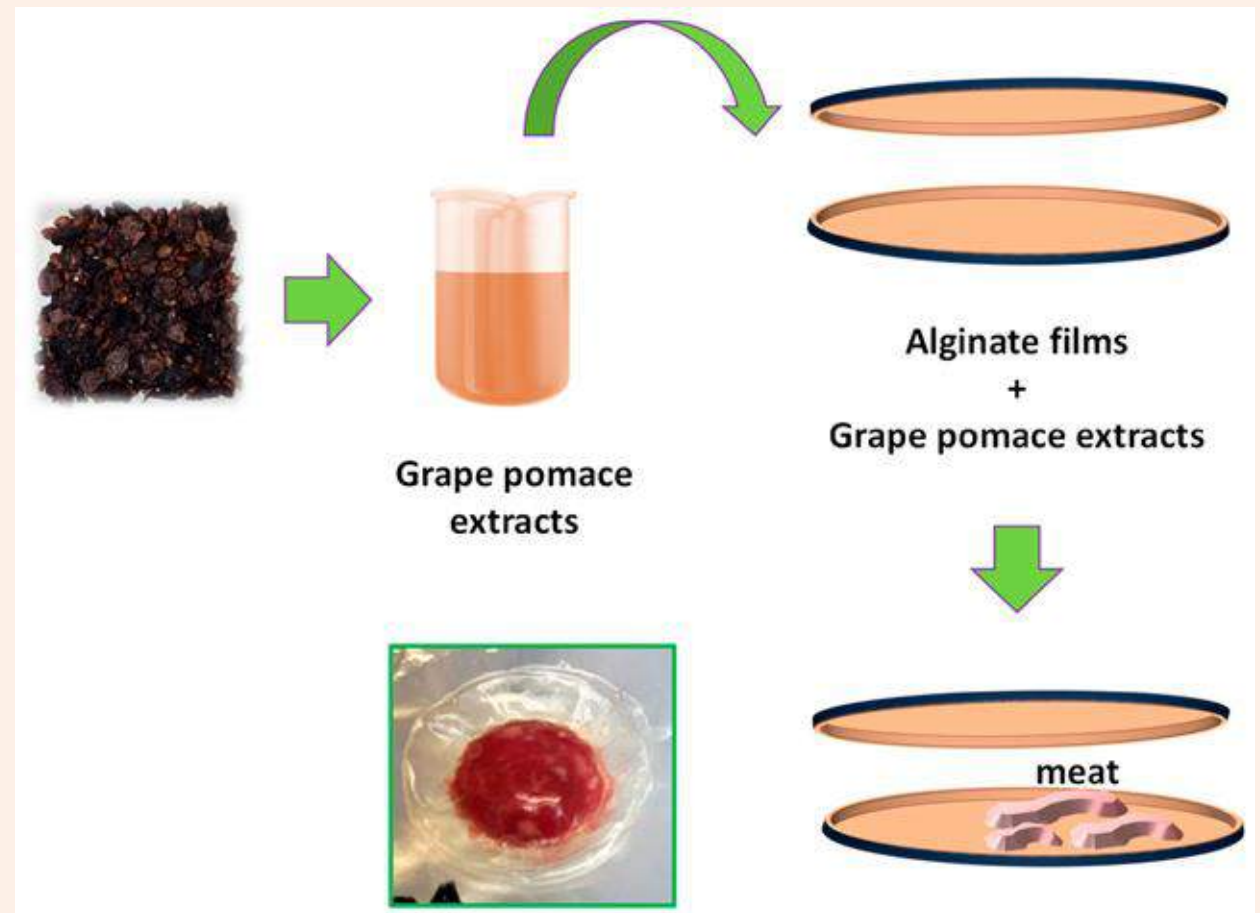 Grape pomace
extracts
Alginate films
+
Grape pomace extracts
meat